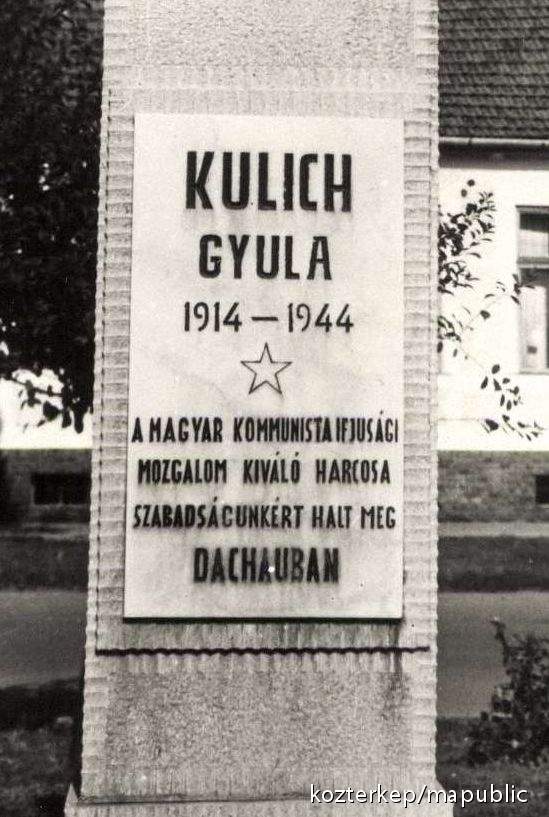 KULICH
GYULA
1914 – 1944
A MAGYAR KOMMUNISTA IFJUSÁGI
MOZGALOM KIVÁLÓ HARCOSA
SZABADSÁGUNKÉRT HALT MEG
DACHAUBAN
kozterkep/mapublic